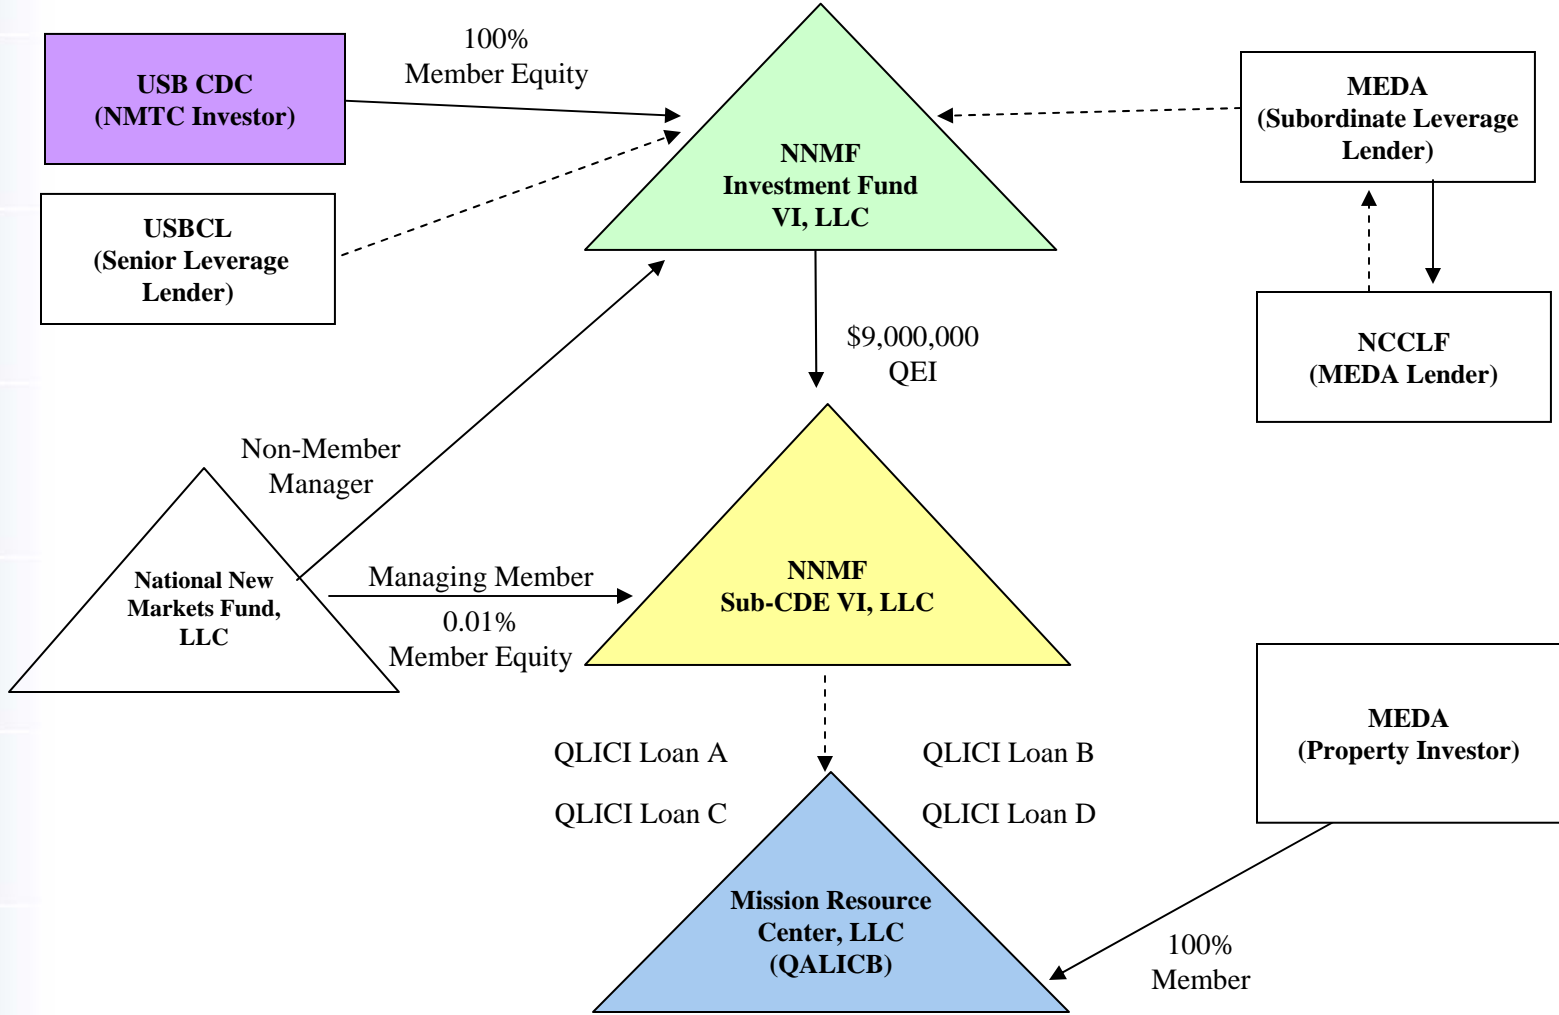 100%
Member Equity
USB CDC
(NMTC Investor)
MEDA
(Subordinate Leverage
Lender)
NNMF
Investment Fund
VI, LLC
USBCL
(Senior Leverage
Lender)
$9,000,000
QEI
NCCLF
(MEDA Lender)
Non-Member
Manager
National New
Markets Fund,
LLC
Managing Member
0.01%
Member Equity
NNMF
Sub-CDE VI, LLC
MEDA
(Property Investor)
QLICI Loan A
QLICI Loan B
QLICI Loan C
QLICI Loan D
Mission Resource
Center, LLC
(QALICB)
100%
Member